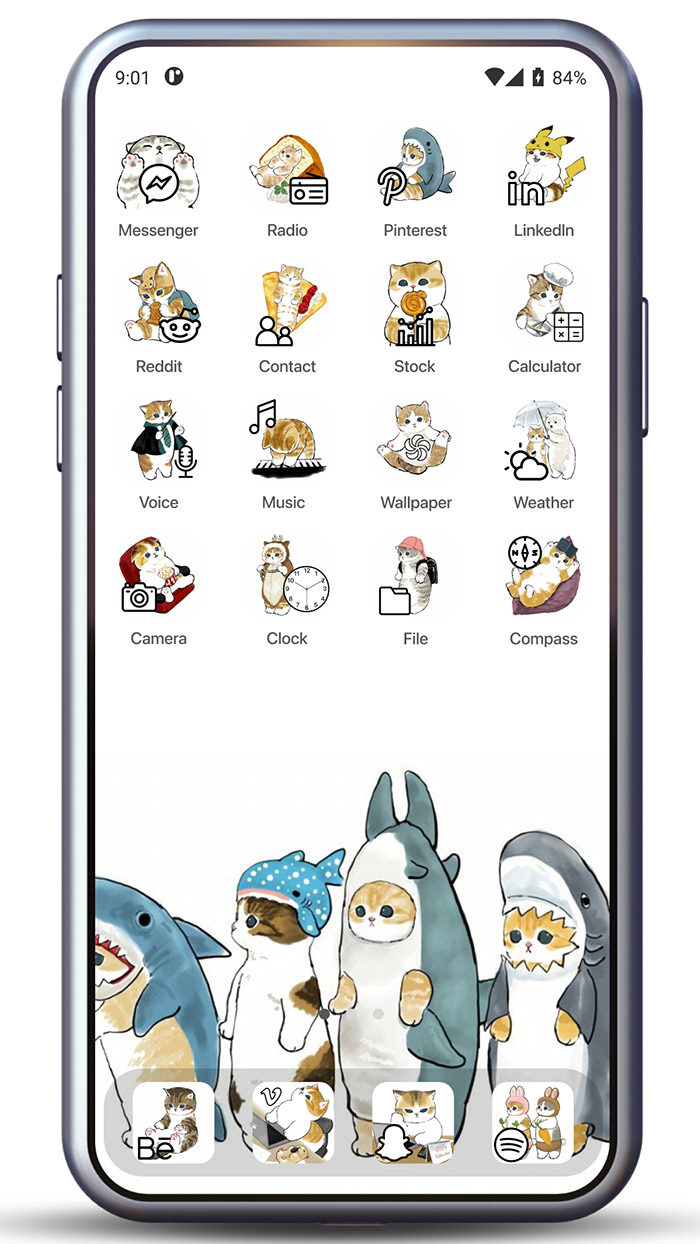 9:01 84%
Messenger Radio Pinterest LinkedIn
in
Reddit Contact Stock Calculator
Voice Music Wallpaper Weather
N S
Camera Clock File Compass
Bē